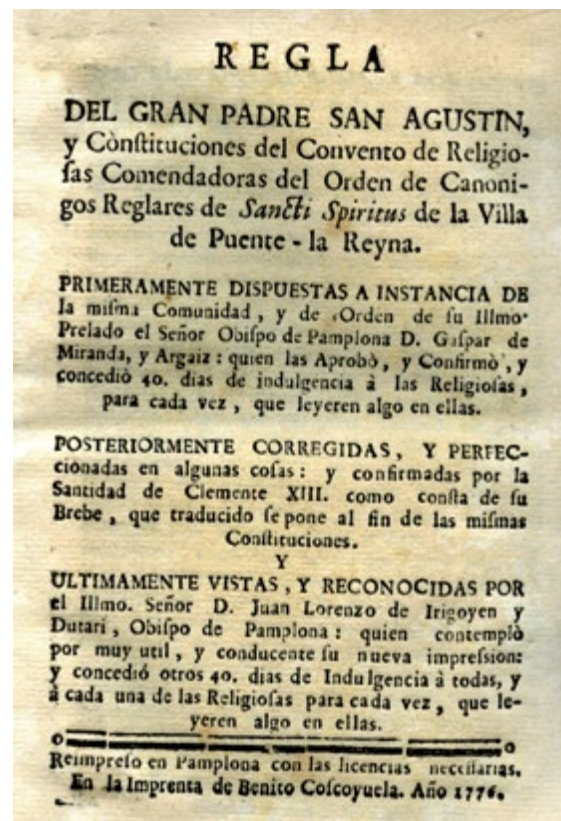 REGLA
DEL GRAN PADRE SAN AGUSTIN,
y Cònſtituciones del Convento de Religio-
ſas Comendadoras del Orden de Canoni-
gos Reglares de Sancti Spiritus de la Villa
de Puente - la Reyna.
PRIMERAMENTE DISPUESTAS A INSTANCIA DE
la miſma Comunidad, y de Orden de ſu Illmo.
Prelado el Señor Obiſpo de Pamplona D. Gaſpar de
Miranda, y Argaiz: quien las Aprobò, y Confirmò, y
concediò 40. dias de indulgencia à las Religioſas,
para cada vez, que leyeren algo en ellas.
POSTERIORMENTE CORREGIDAS, Y PERFEC-
cionadas en algunas coſas: y confirmadas por la
Santidad de Clemente XIII. como conſta de ſu
Brebe, que traducido ſe pone al fin de las miſmas
Conſtituciones.
Y
ULTIMAMENTE VISTAS, Y RECONOCIDAS POR
el Illmo. Señor D. Juan Lorenzo de Irigoyen y
Dutari, Obiſpo de Pamplona: quien contemplò
por muy util, y conducente ſu nueva impreſsion:
y concedió otros 40. dias de Indulgencia à todas, y
à cada una de las Religioſas para cada vez, que le-
yeren algo en ellas.
Reimpreſo en Pamplona con las licencias neceſſarias.
En la Imprenta de Benito Coſcoyuela. Año 1776.